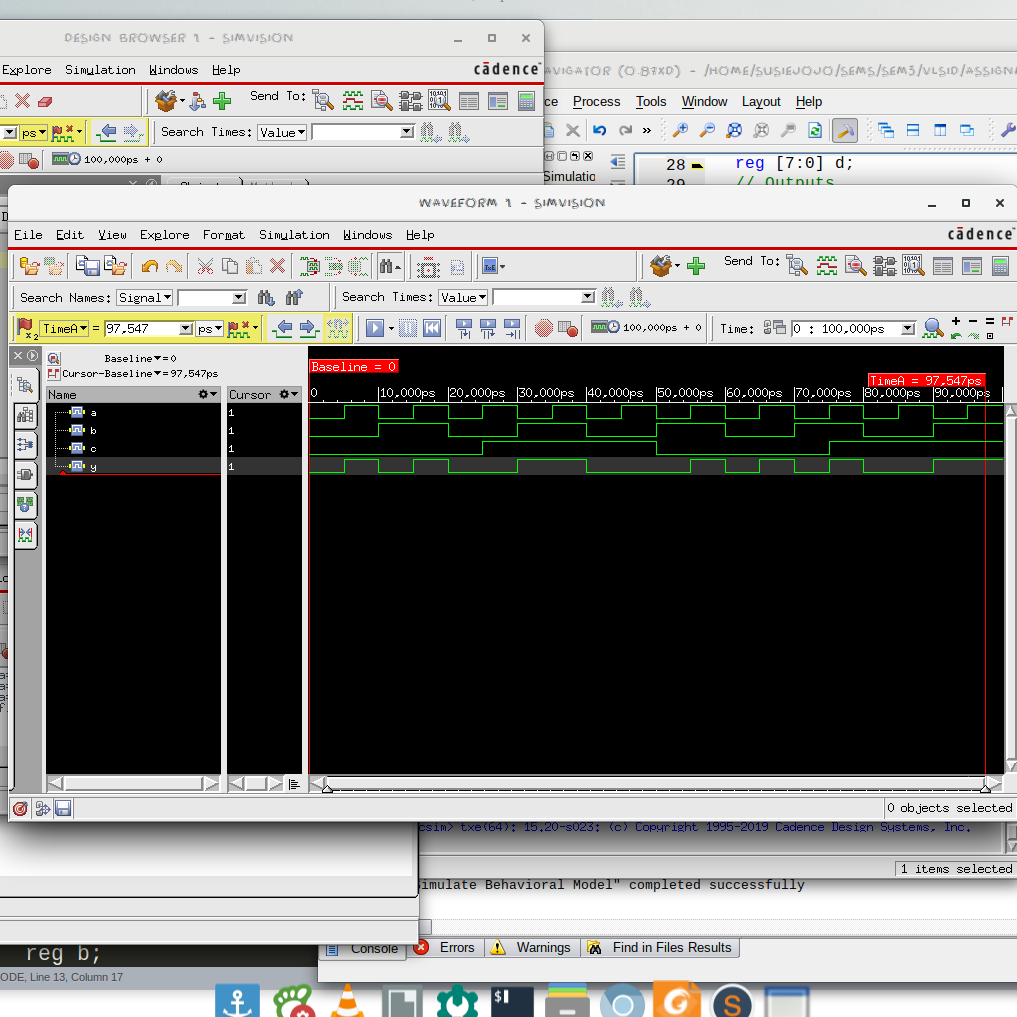 DESIGN BROWSER 1 - SIMVISION
Explore Simulation Windows Help
cādence
Send To:
ps
Search Times: Value
100,000ps + 0
AVIGATOR (O.87XD) - /HOME/SUSIEJOJO/SEMS/SEM3/VLSID/ASSIGNA
ce Process Tools Window Layout Help
»
Simulatio
28 reg [7:0] d;
29 // Outputs
WAVEFORM 1 - SIMVISION
File Edit View Explore Format Simulation Windows Help
cādence
Send To:
Search Names: Signal
Search Times: Value
TimeA = 97,547 ps
100,000ps + 0
Time: 0 : 100,000ps
Baseline = 0
Cursor-Baseline = 97,547ps
Baseline = 0
TimeA = 97,547ps
Name Cursor
0 10,000ps 20,000ps 30,000ps 40,000ps 50,000ps 60,000ps 70,000ps 80,000ps 90,000ps
a 1
b 1
c 1
y 1
0 objects selected
csim> txe(64): 15.20-s023: (c) Copyright 1995-2019 Cadence Design Systems, Inc.
1 items selected
Simulate Behavioral Model" completed successfully
Console Errors Warnings Find in Files Results
reg b;
ODE, Line 13, Column 17
$
S